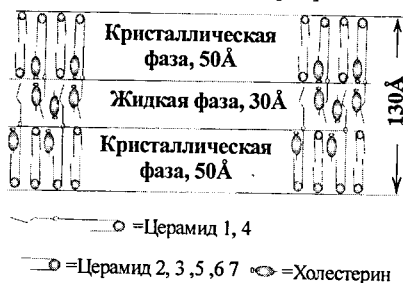 Кристаллическая
фаза, 50Å
Жидкая фаза, 30Å
Кристаллическая
фаза, 50Å
130Å
=Церамид 1, 4
=Церамид 2, 3 ,5 ,6 7
=Холестерин